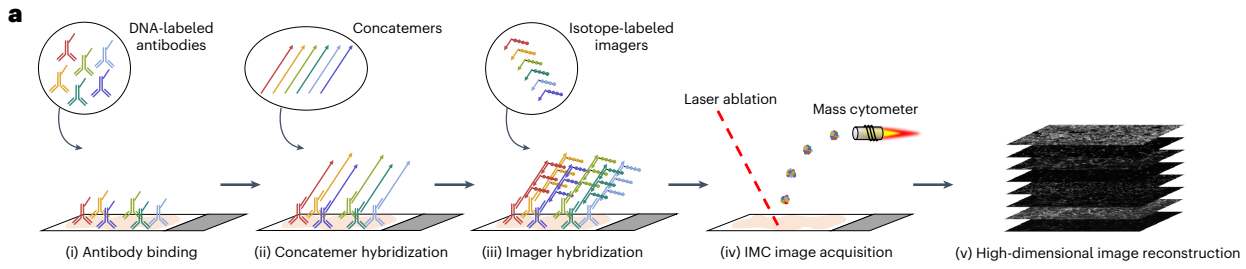 a
DNA-labeled
antibodies
Concatemers
Isotope-labeled
imagers
Laser ablation
Mass cytometer
(i) Antibody binding
(ii) Concatemer hybridization
(iii) Imager hybridization
(iv) IMC image acquisition
(v) High-dimensional image reconstruction